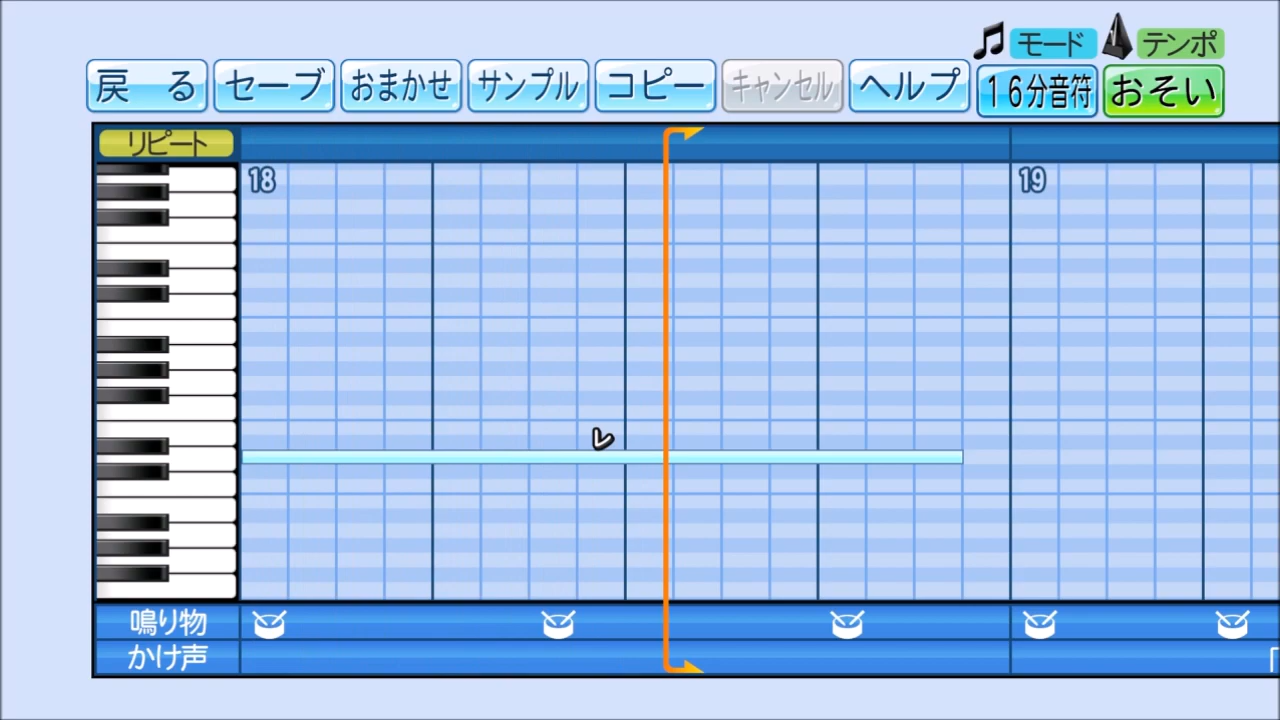 モード テンポ
戻る セーブ おまかせ サンプル コピー キャンセル ヘルプ 16分音符 おそい
リピート
18 19
レ
鳴り物
かけ声